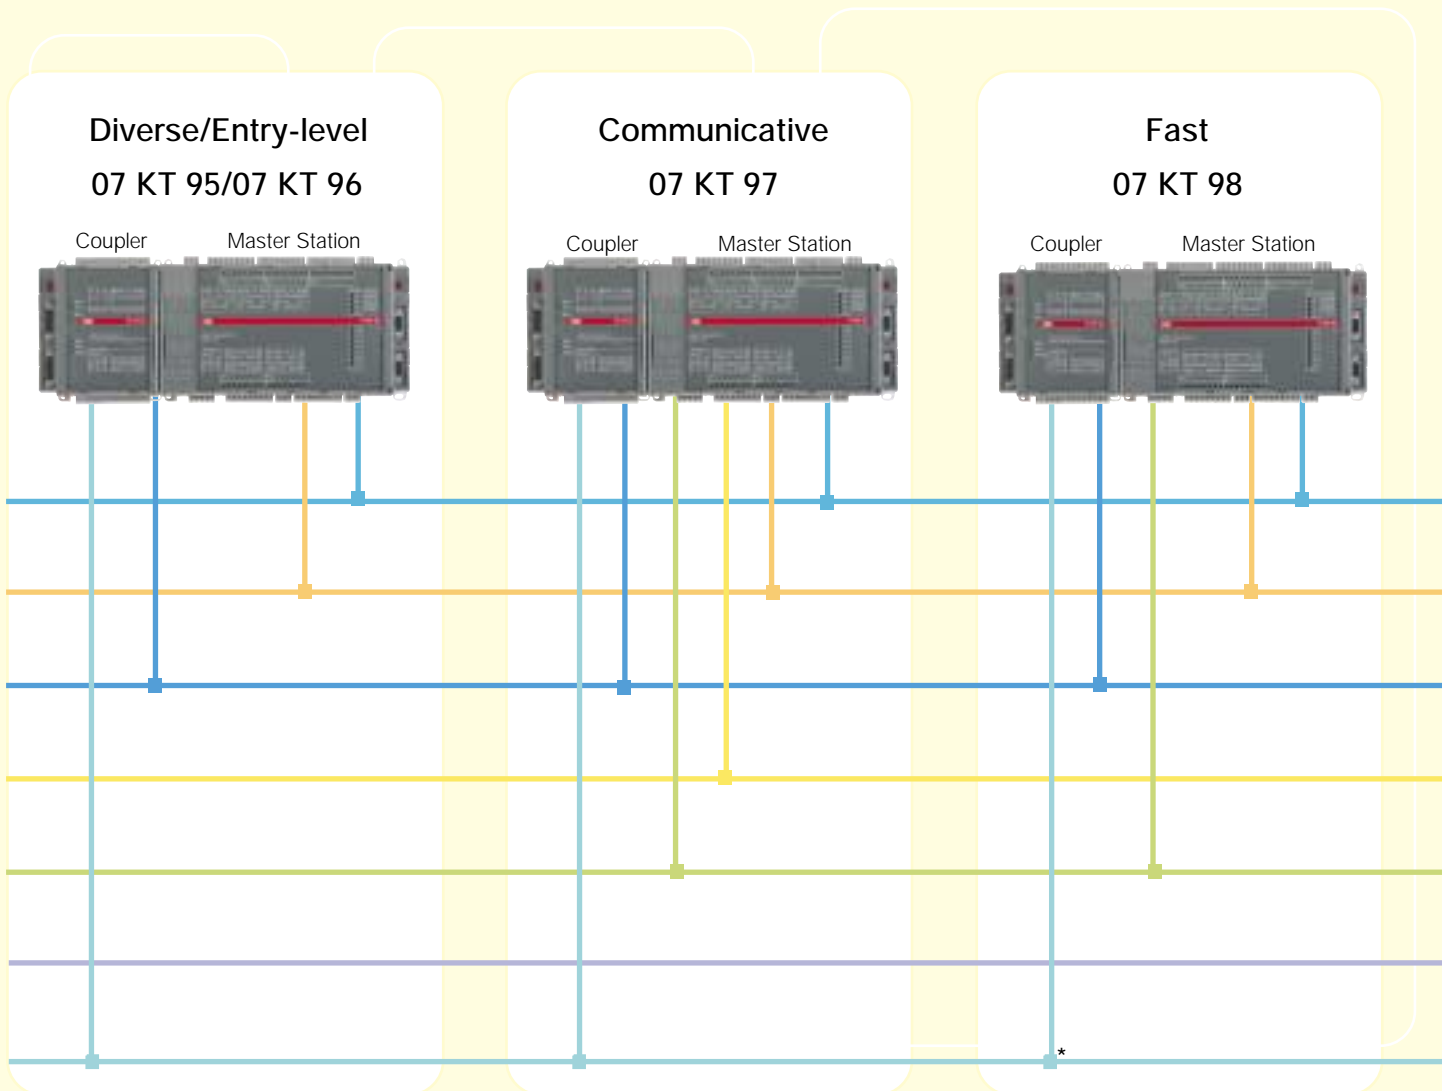 Diverse/Entry-level
07 KT 95/07 KT 96
Coupler Master Station
Communicative
07 KT 97
Coupler Master Station
Fast
07 KT 98
Coupler Master Station
*